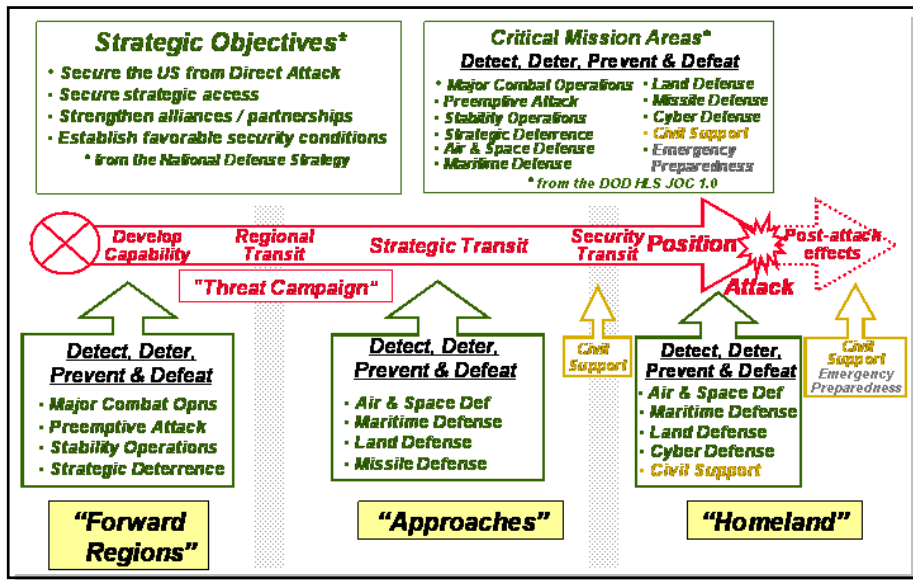 Strategic Objectives*
* Secure the US from Direct Attack
• Secure strategic access
• Strengthen alliances / partnerships
• Establish favorable security conditions
* from the National Defense Strategy
Critical Mission Areas*
Detect, Deter, Prevent & Defeat
* Major Combat Operations
• Preemptive Attack
• Stability Operations
• Strategic Deterrence
• Air & Space Defense
• Maritime Defense
• Land Defense
• Missile Defense
• Cyber Defense
• Civil Support
• Emergency
Preparedness
* from the DOD HLS JOC 1.0
Develop
Capability
Regional
Transit
Strategic Transit
Security
Transit
Position
Attack
Post-attack
effects
"Threat Campaign"
Detect, Deter,
Prevent & Defeat
• Major Combat Opns
• Preemptive Attack
• Stability Operations
• Strategic Deterrence
Detect, Deter,
Prevent & Defeat
• Air & Space Def
• Maritime Defense
• Land Defense
• Missile Defense
Civil
Support
Detect, Deter,
Prevent & Defeat
• Air & Space Def
• Maritime Defense
• Land Defense
• Cyber Defense
• Civil Support
Civil
Support
Emergency
Preparedness
“Forward
Regions”
“Approaches”
“Homeland”